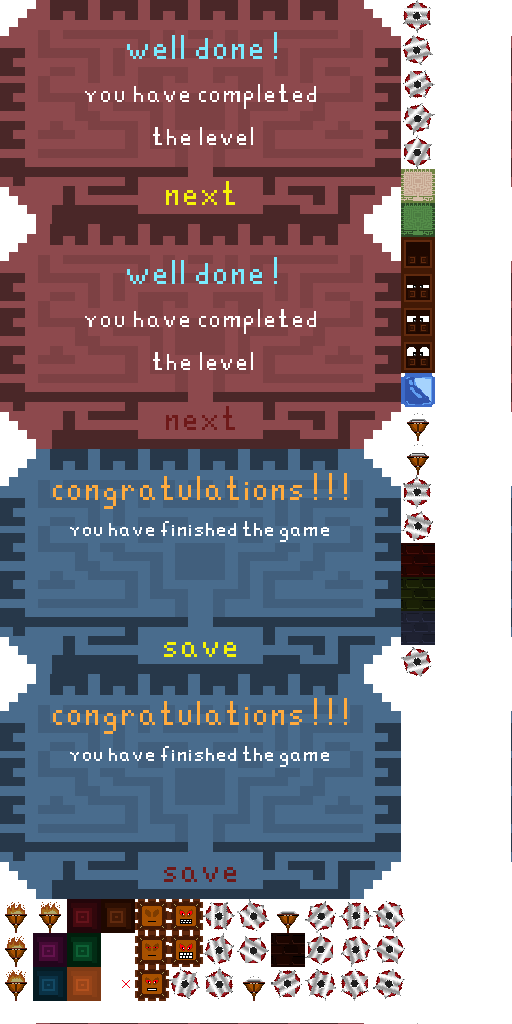 well done!
you have completed
the level
next
well done!
you have completed
the level
next
congratulations!!!
you have finished the game
save
congratulations!!!
you have finished the game
save